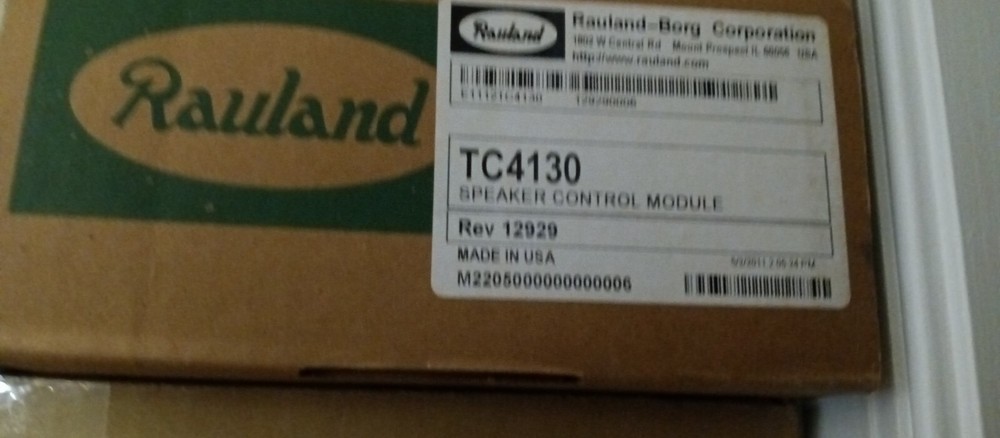 Rauland
Rauland
Rauland-Borg Corporation
1802 W Central Rd Mount Prospect IL 60056 USA
http://www.rauland.com
TC4130
SPEAKER CONTROL MODULE
Rev 12929
MADE IN USA
M2205000000000006